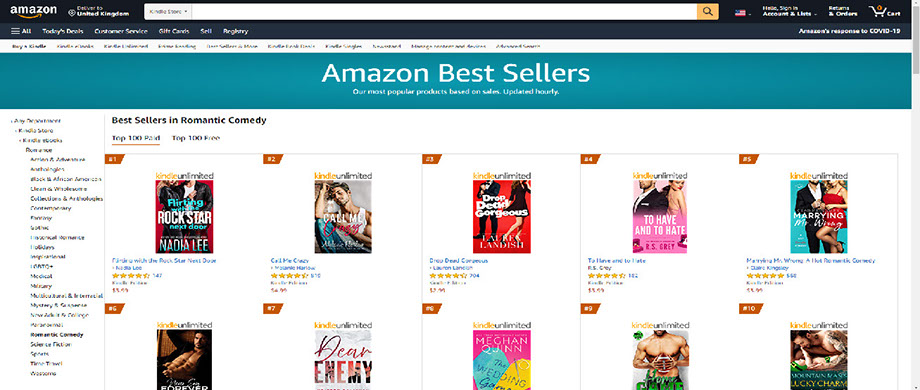 amazon
Deliver to
United Kingdom
Kindle Store
Hello, Sign in
Account & Lists
Returns
& Orders
0
Cart
All Today's Deals Customer Service Gift Cards Sell Registry
Amazon's response to COVID-19
Buy a Kindle Kindle eBooks Kindle Unlimited Prime Reading Best Sellers & More Kindle Book Deals Kindle Singles Newsstand Manage content and devices Advanced Search
Amazon Best Sellers
Our most popular products based on sales. Updated hourly.
‹ Any Department
‹ Kindle Store
‹ Kindle eBooks
Romance
Action & Adventure
Anthologies
Black & African American
Clean & Wholesome
Collections & Anthologies
Contemporary
Fantasy
Gothic
Historical Romance
Holidays
Inspirational
LGBTQ+
Medical
Military
Multicultural & Interracial
Mystery & Suspense
New Adult & College
Paranormal
Romantic Comedy
Science Fiction
Sports
Time Travel
Westerns
Best Sellers in Romantic Comedy
Top 100 Paid Top 100 Free
#1
kindleunlimited
Flirting
with the
ROCK STAR
next door
NADIA LEE
Flirting with the Rock Star Next Door
Nadia Lee
147
Kindle Edition
$3.99
#2
kindleunlimited
CALL ME
Crazy
Call Me Crazy
Melanie Harlow
Kindle Edition
$4.99
#3
kindleunlimited
Drop
Dead
Gorgeous
LAUREN
LANDISH
Drop Dead Gorgeous
Lauren Landish
704
Kindle Edition
$2.99
#4
kindleunlimited
TO HAVE
AND TO HATE
R.S. GREY
To Have and to Hate
R.S. Grey
182
Kindle Edition
$3.99
#5
kindleunlimited
MARRYING
Mr. Wrong
Marrying Mr. Wrong: A Hot Romantic Comedy
Claire Kingsley
Kindle Edition
$3.99
#6
kindleunlimited
FOREVER
#7
kindleunlimited
Dear
ENEMY
#8
kindleunlimited
MEGHAN
QUINN
THE
WEDDING
#9
kindleunlimited
#10
kindleunlimited
MOUNTAIN MAN'S
LUCKY CHARM